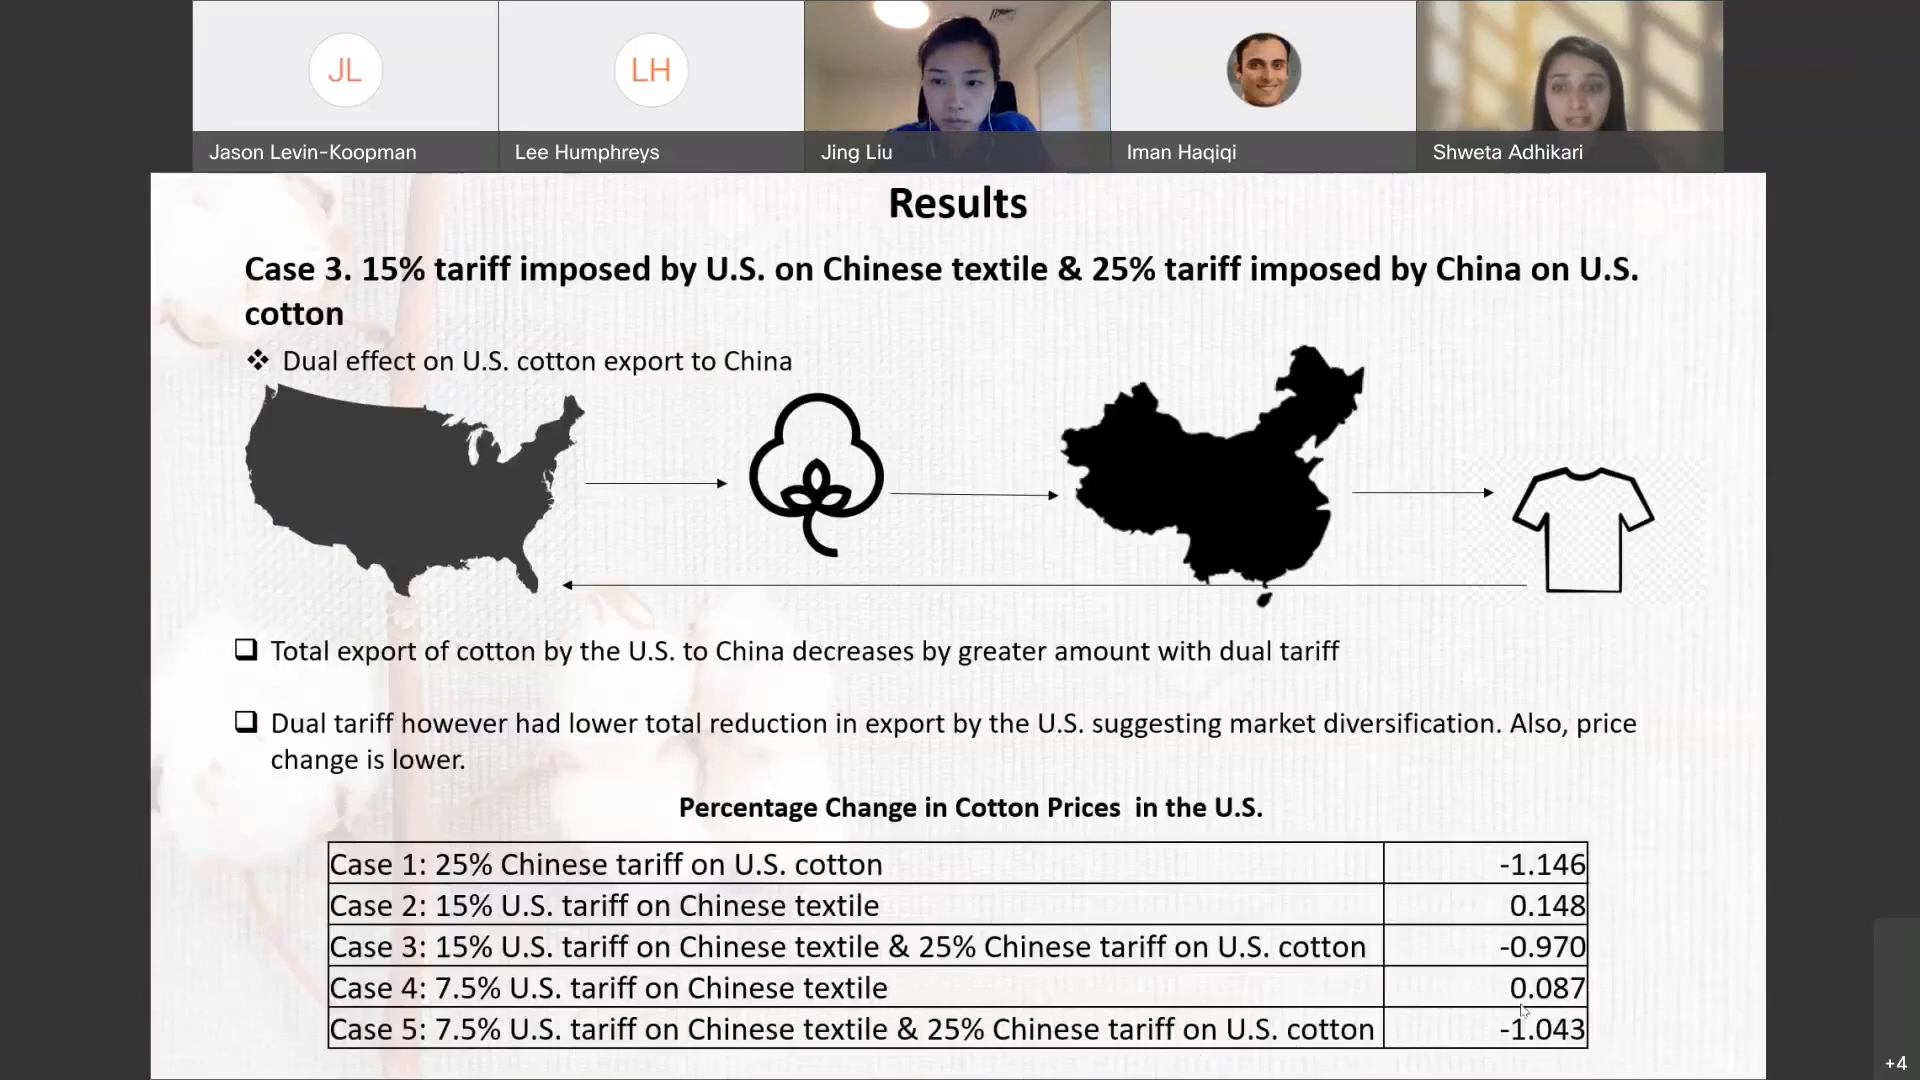 JL
LH
Jason Levin-Koopman
Lee Humphreys
Jing Liu
Iman Haqiqi
Shweta Adhikari
Results
Case 3. 15% tariff imposed by U.S. on Chinese textile & 25% tariff imposed by China on U.S.
cotton
❖ Dual effect on U.S. cotton export to China
❑ Total export of cotton by the U.S. to China decreases by greater amount with dual tariff
❑ Dual tariff however had lower total reduction in export by the U.S. suggesting market diversification. Also, price
change is lower.
Percentage Change in Cotton Prices in the U.S.
Case 1: 25% Chinese tariff on U.S. cotton -1.146
Case 2: 15% U.S. tariff on Chinese textile 0.148
Case 3: 15% U.S. tariff on Chinese textile & 25% Chinese tariff on U.S. cotton -0.970
Case 4: 7.5% U.S. tariff on Chinese textile 0.087
Case 5: 7.5% U.S. tariff on Chinese textile & 25% Chinese tariff on U.S. cotton -1.043
+4